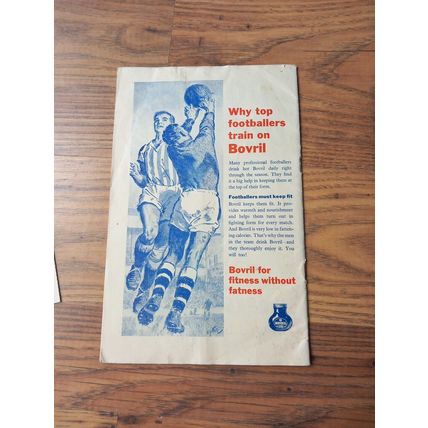 Why top
footballers
train on
Bovril
Many professional footballers
drink hot Bovril daily right
through the season. They find
it a big help in keeping them at
the top of their form.
Footballers must keep fit
Bovril keeps them fit. It pro-
vides warmth and nourishment
and helps them turn out in
fighting form for every match.
And Bovril is very low in fatten-
ing calories. That's why the men
in the team drink Bovril—and
they thoroughly enjoy it. You
will too!
Bovril for
fitness without
fatness